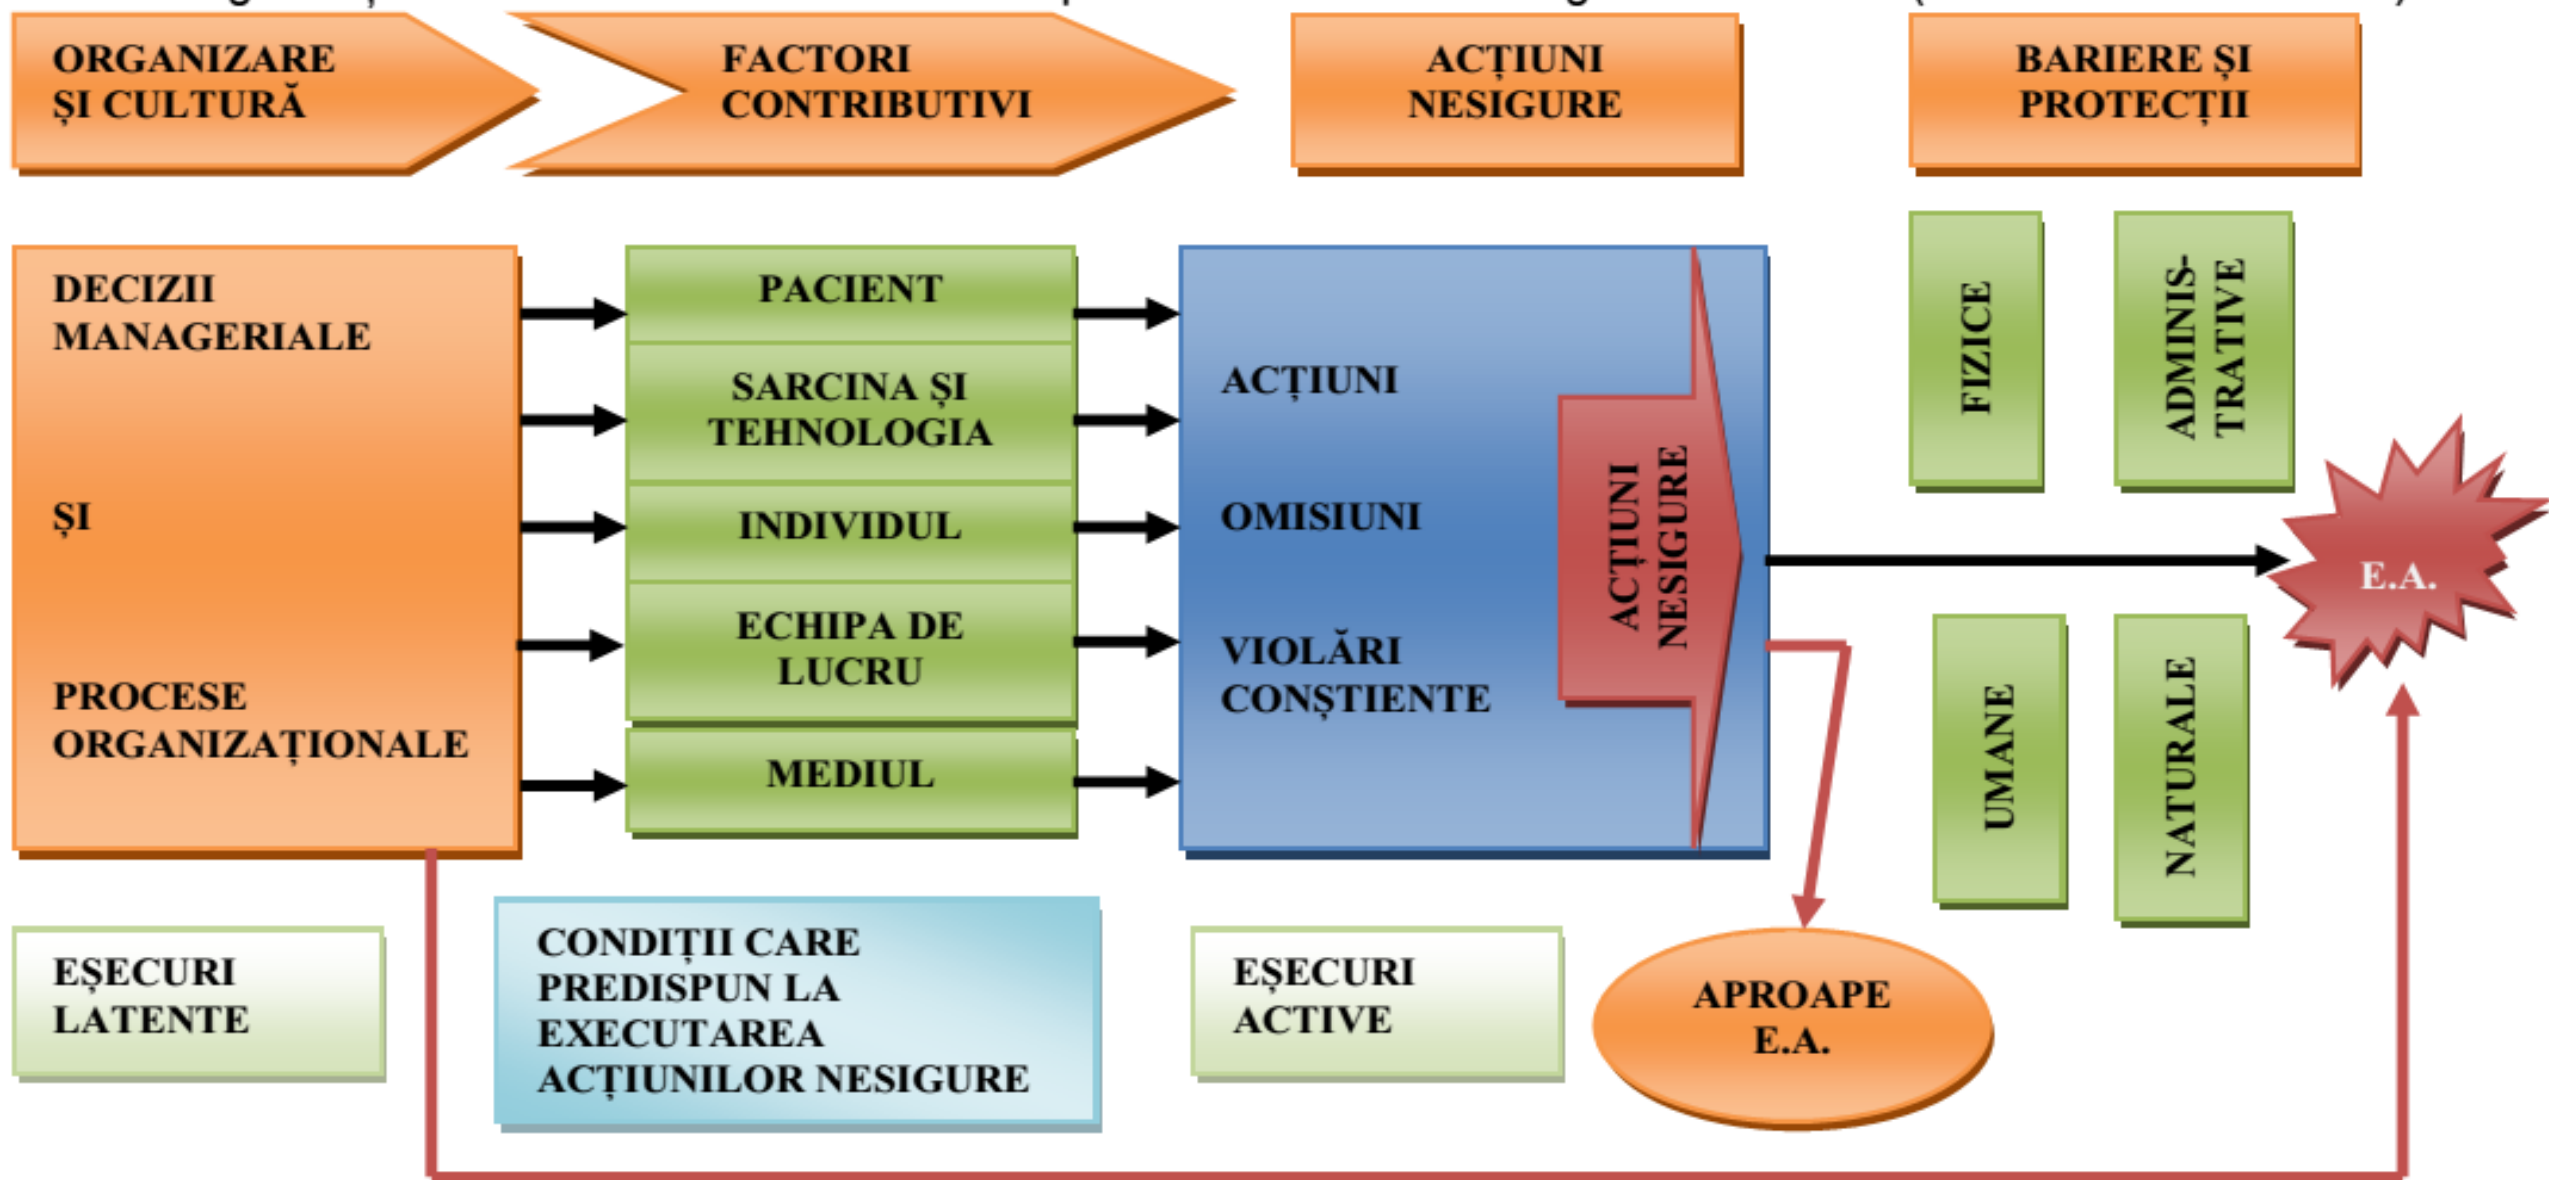 ORGANIZARE
ȘI CULTURĂ
FACTORI
CONTRIBUTIVI
ACȚIUNI
NESIGURE
BARIERE ȘI
PROTECȚII
DECIZII
MANAGERIALE
ȘI
PROCESE
ORGANIZAȚIONALE
PACIENT
SARCINA ȘI
TEHNOLOGIA
INDIVIDUL
ECHIPA DE
LUCRU
MEDIUL
ACȚIUNI
OMISIUNI
VIOLĂRI
CONȘTIENTE
ACȚIUNI
NESIGURE
FIZICE
ADMINIS-
TRATIVE
UMANE
NATURALE
E.A.
EȘECURI
LATENTE
CONDIȚII CARE
PREDISPUN LA
EXECUTAREA
ACȚIUNILOR NESIGURE
EȘECURI
ACTIVE
APROAPE
E.A.